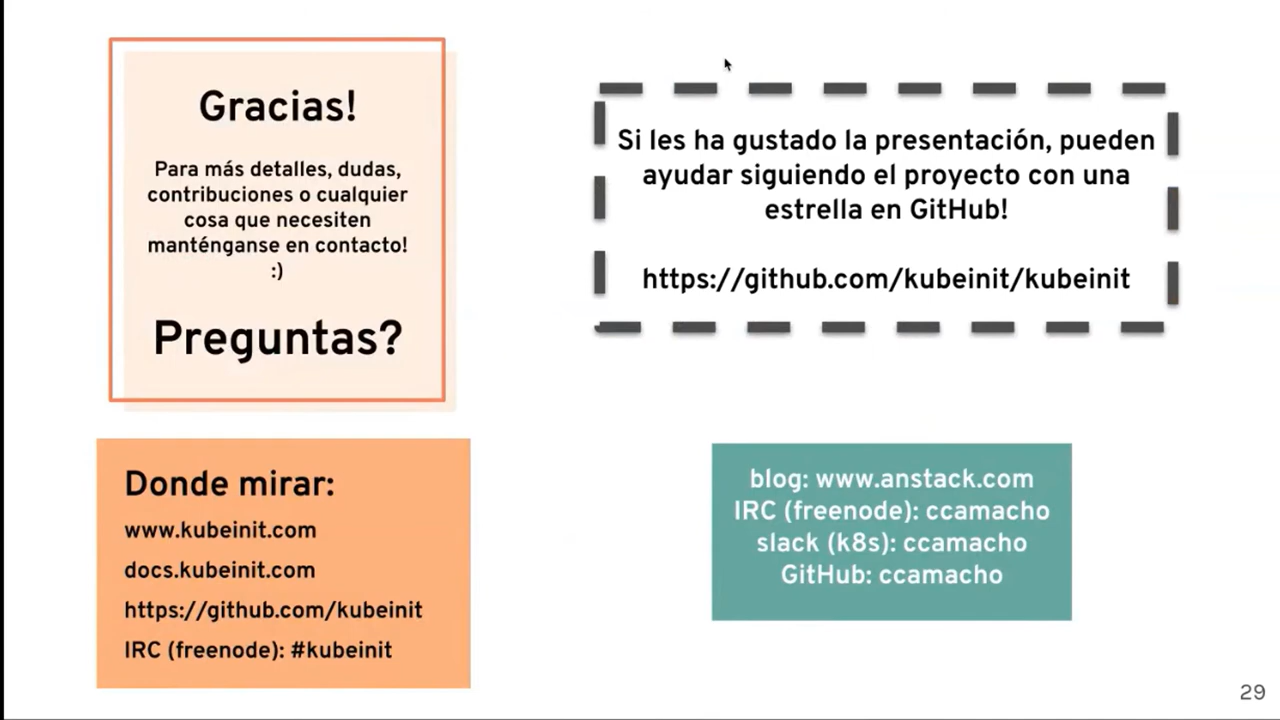 Gracias!
Para más detalles, dudas,
contribuciones o cualquier
cosa que necesiten
manténganse en contacto!
:)
Preguntas?
Si les ha gustado la presentación, pueden
ayudar siguiendo el proyecto con una
estrella en GitHub!
https://github.com/kubeinit/kubeinit
Donde mirar:
www.kubeinit.com
docs.kubeinit.com
https://github.com/kubeinit
IRC (freenode): #kubeinit
blog: www.anstack.com
IRC (freenode): ccamacho
slack (k8s): ccamacho
GitHub: ccamacho
29